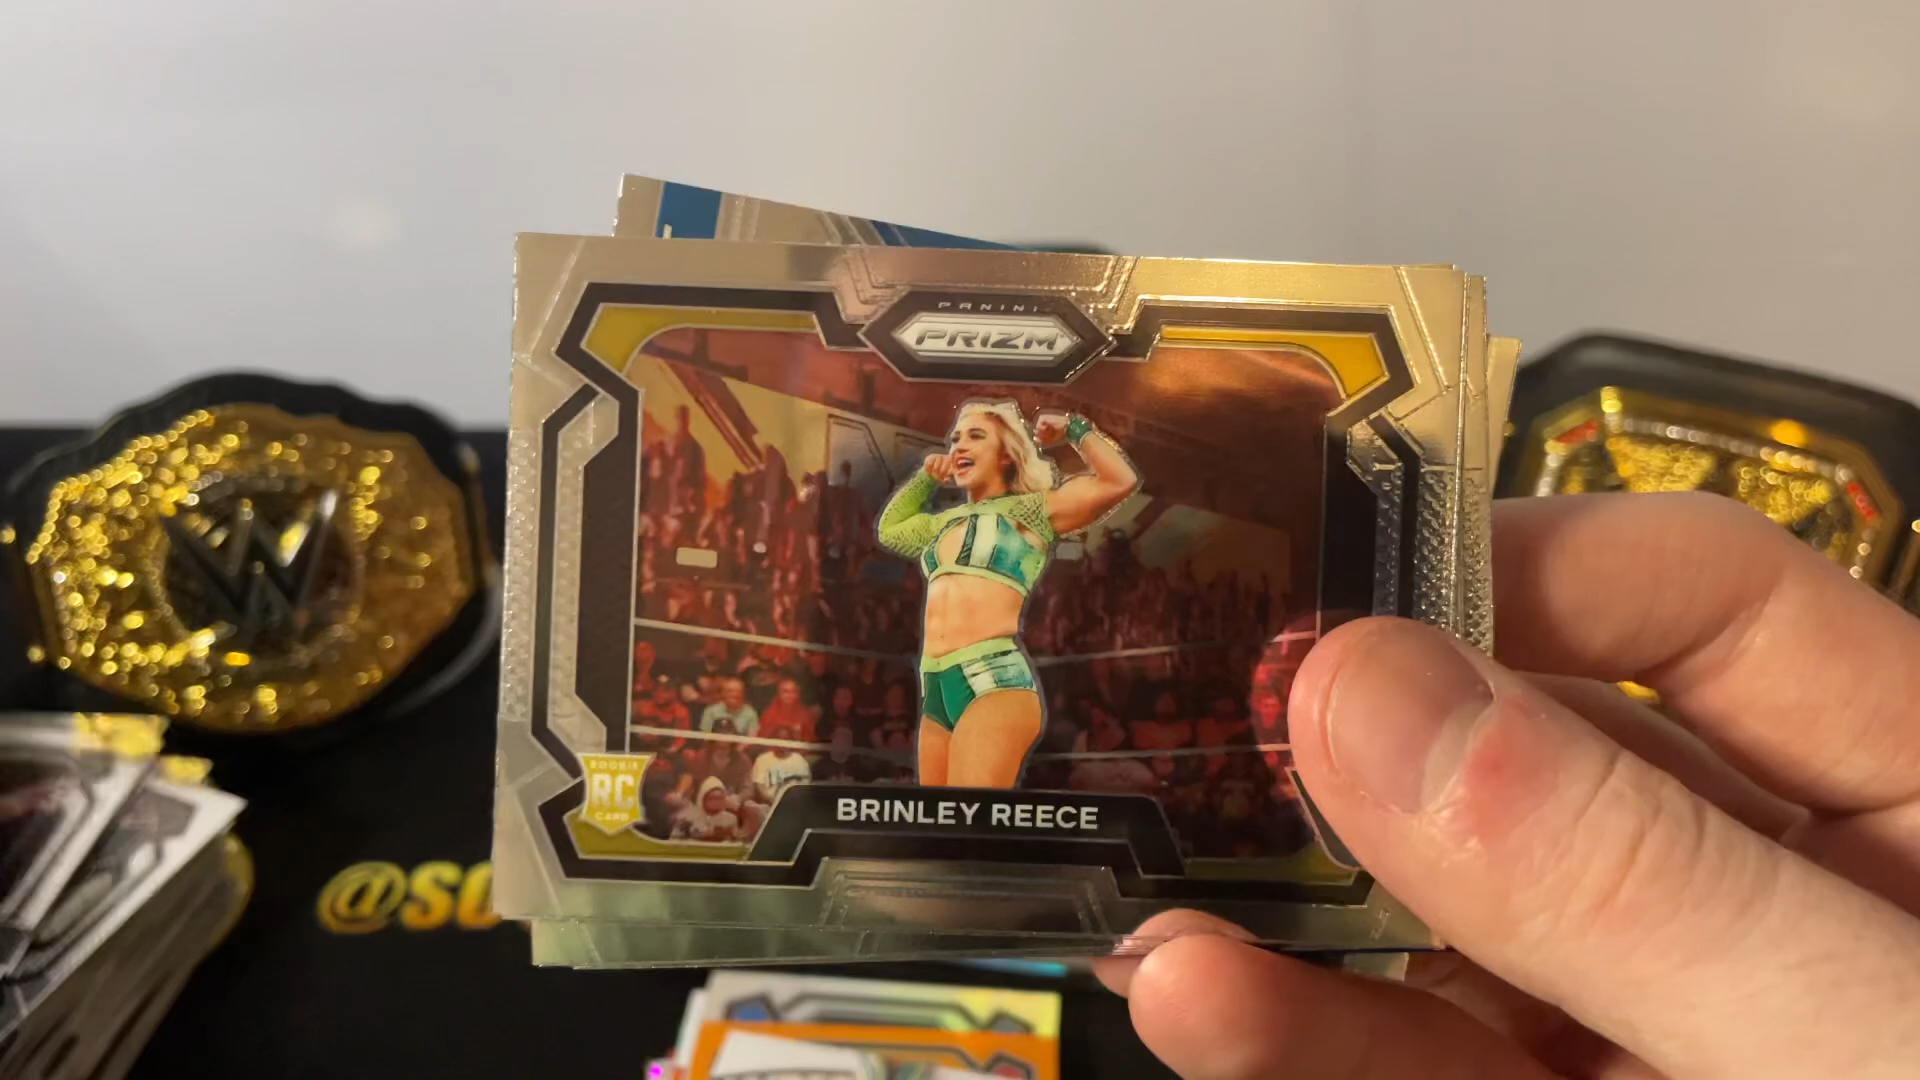 PANINI
PRIZM
ROOKIE
RC
CARD
BRINLEY REECE
W
@SC